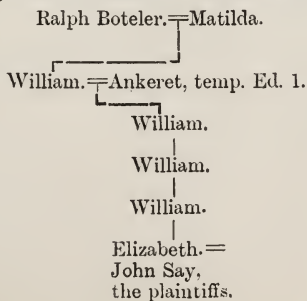 Ralph Boteler.=Matilda.
William.=Ankeret, temp. Ed. 1.
William.
William.
William.
Elizabeth.=
John Say,
the plaintiffs.